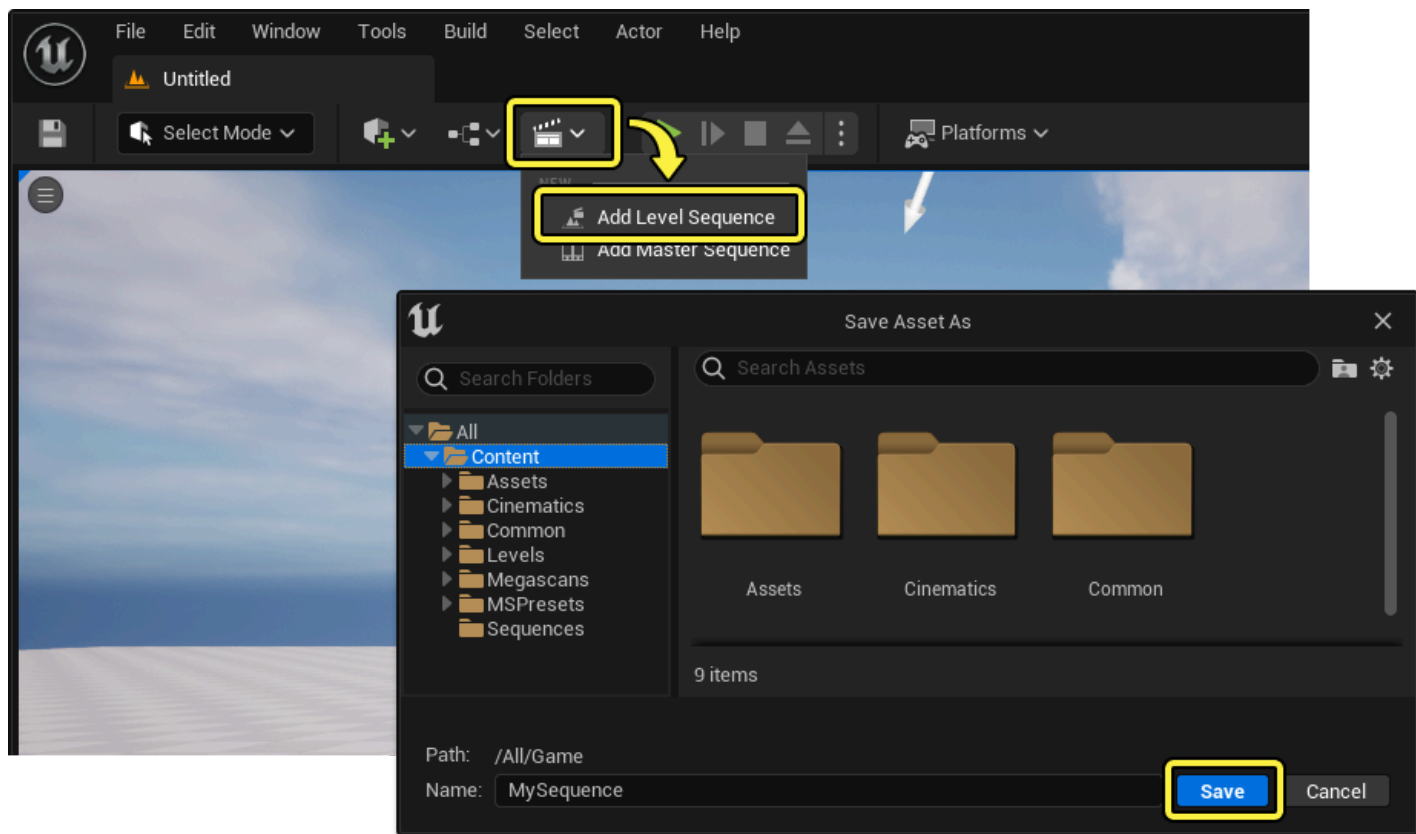 File Edit Window Tools Build Select Actor Help
Untitled
Select Mode
Platforms
NEW
Add Level Sequence
Add Master Sequence
Save Asset As
Search Folders
Search Assets
All
Content
Assets
Cinematics
Common
Levels
Megascans
MSPresets
Sequences
Assets Cinematics Common
9 items
Path: /All/Game
Name: MySequence
Save Cancel